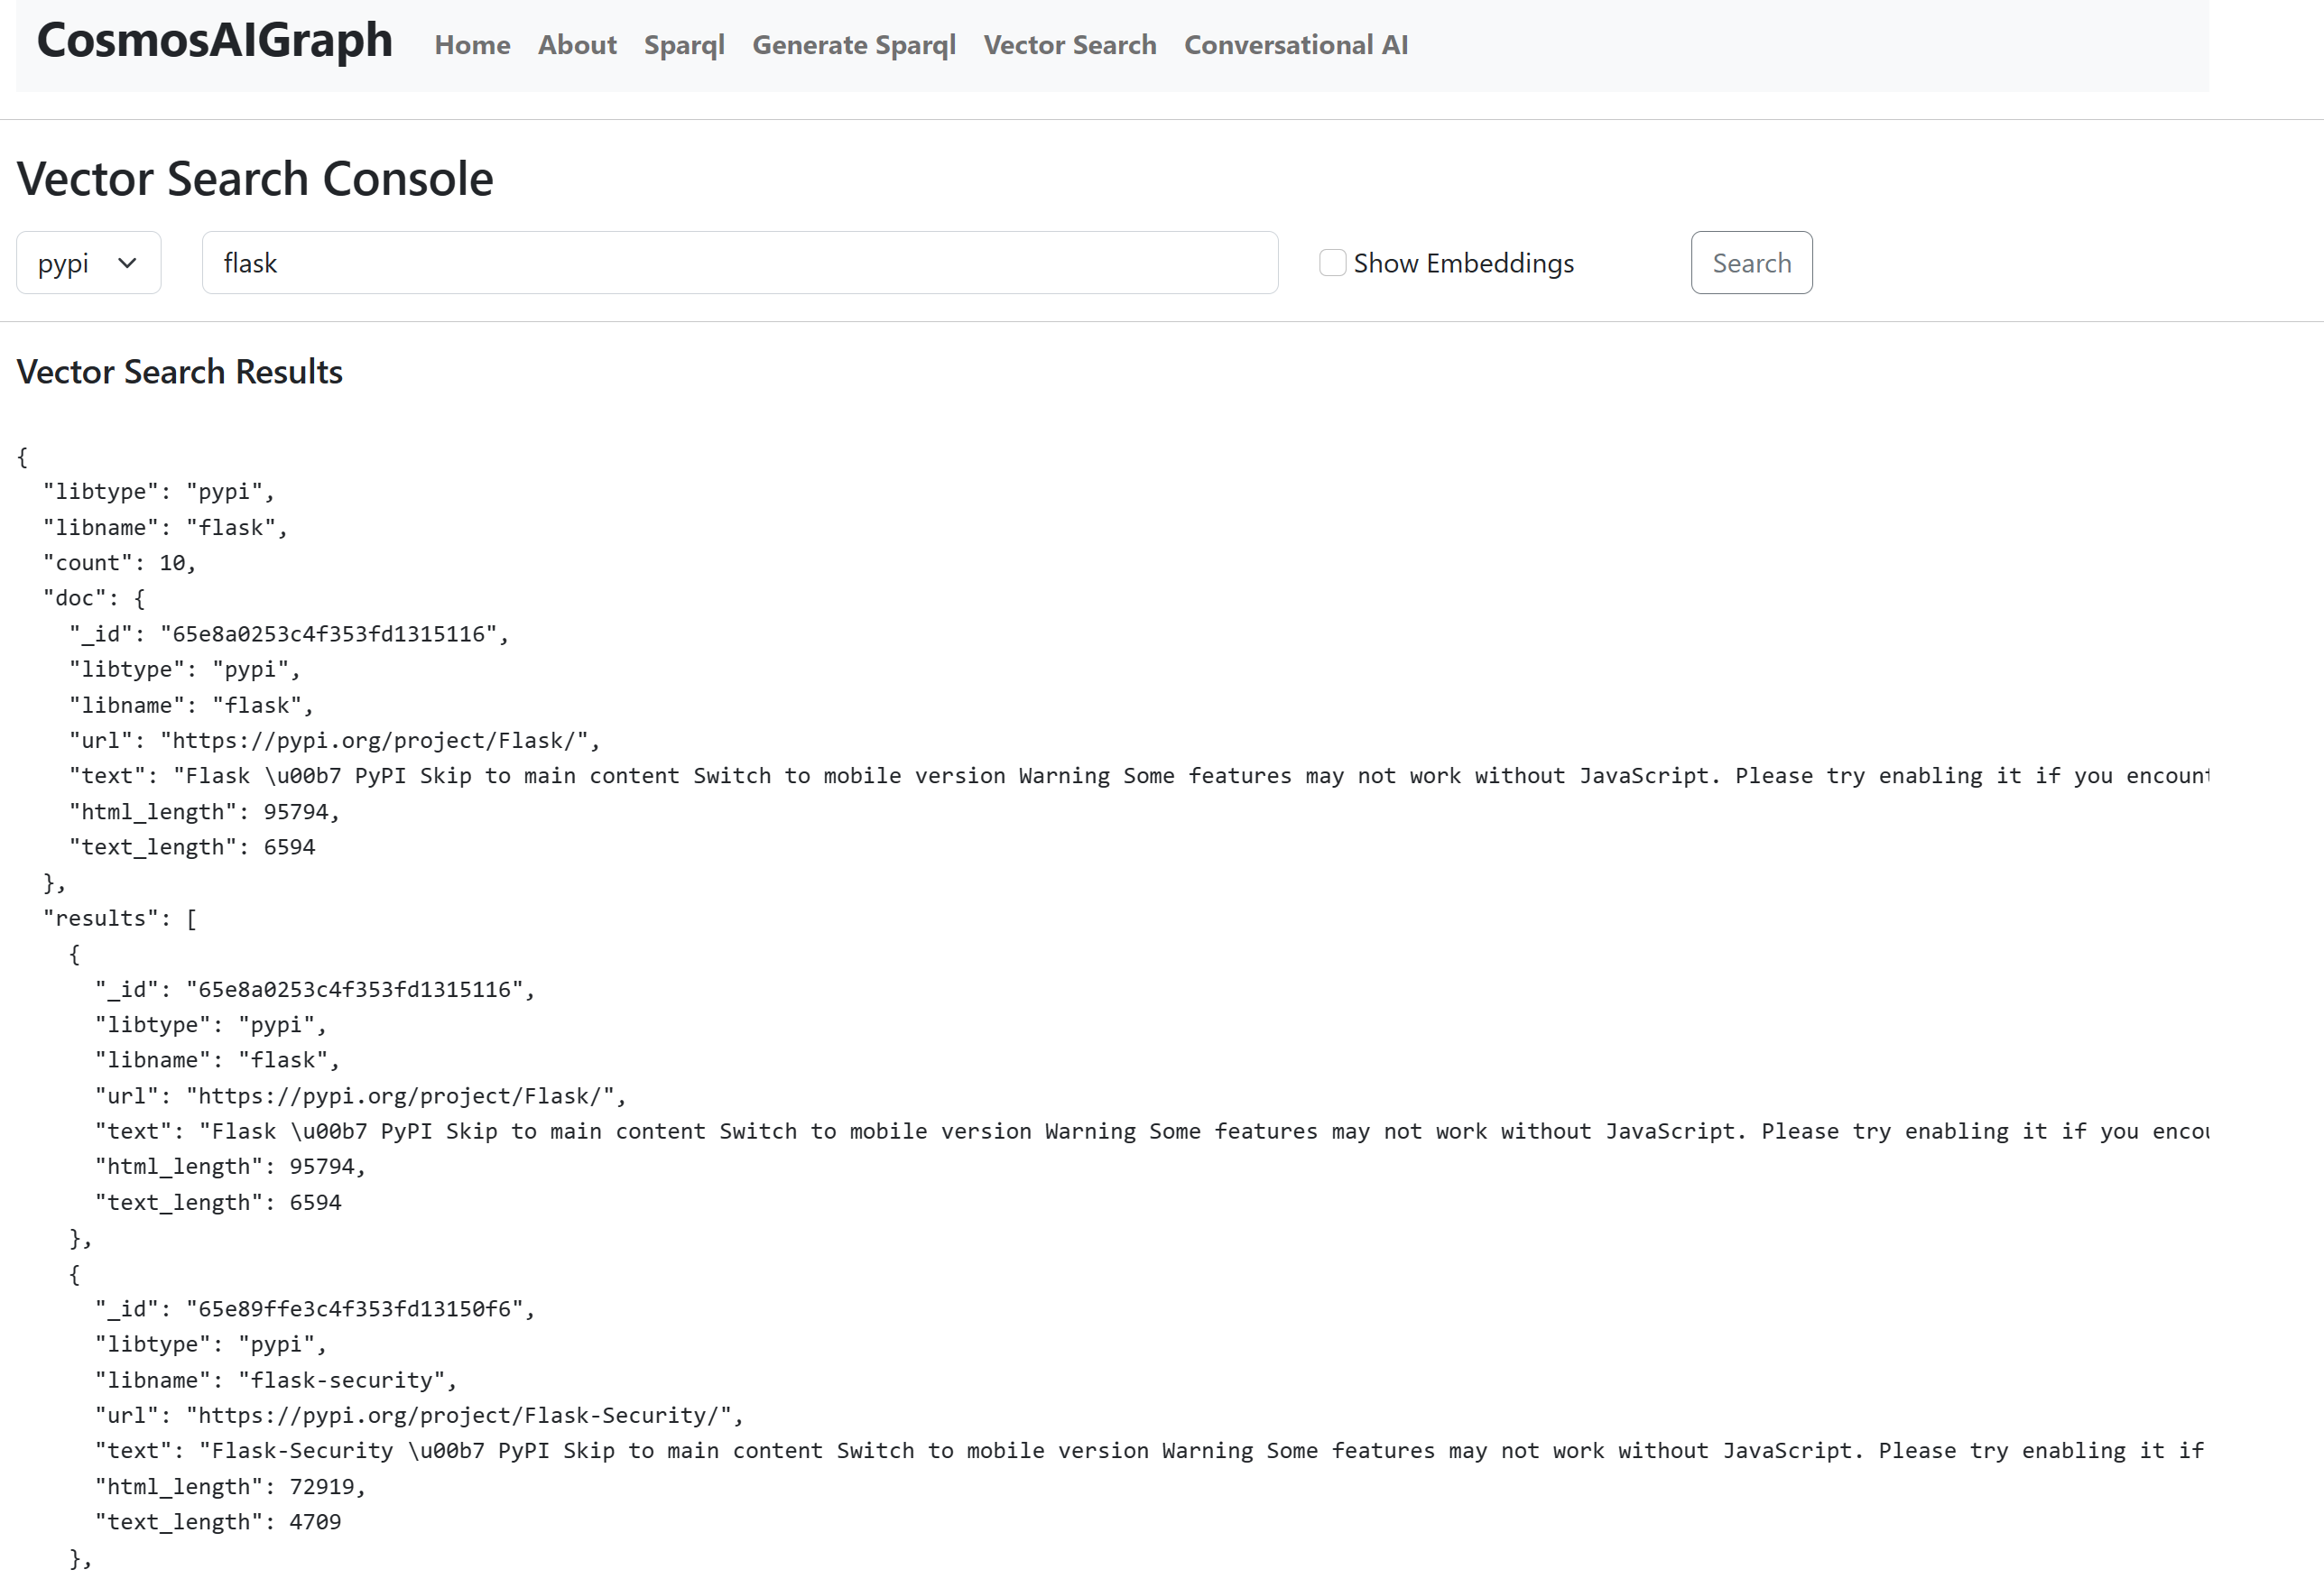 CosmosAIGraph Home About Sparql Generate Sparql Vector Search Conversational AI
Vector Search Console
pypi flask Show Embeddings Search
Vector Search Results
{
"libtype": "pypi",
"libname": "flask",
"count": 10,
"doc": {
"_id": "65e8a0253c4f353fd1315116",
"libtype": "pypi",
"libname": "flask",
"url": "https://pypi.org/project/Flask/",
"text": "Flask \u00b7 PyPI Skip to main content Switch to mobile version Warning Some features may not work without JavaScript. Please try enabling it if you encount
"html_length": 95794,
"text_length": 6594
},
"results": [
{
"_id": "65e8a0253c4f353fd1315116",
"libtype": "pypi",
"libname": "flask",
"url": "https://pypi.org/project/Flask/",
"text": "Flask \u00b7 PyPI Skip to main content Switch to mobile version Warning Some features may not work without JavaScript. Please try enabling it if you encou
"html_length": 95794,
"text_length": 6594
},
{
"_id": "65e89ffe3c4f353fd13150f6",
"libtype": "pypi",
"libname": "flask-security",
"url": "https://pypi.org/project/Flask-Security/",
"text": "Flask-Security \u00b7 PyPI Skip to main content Switch to mobile version Warning Some features may not work without JavaScript. Please try enabling it if
"html_length": 72919,
"text_length": 4709
},